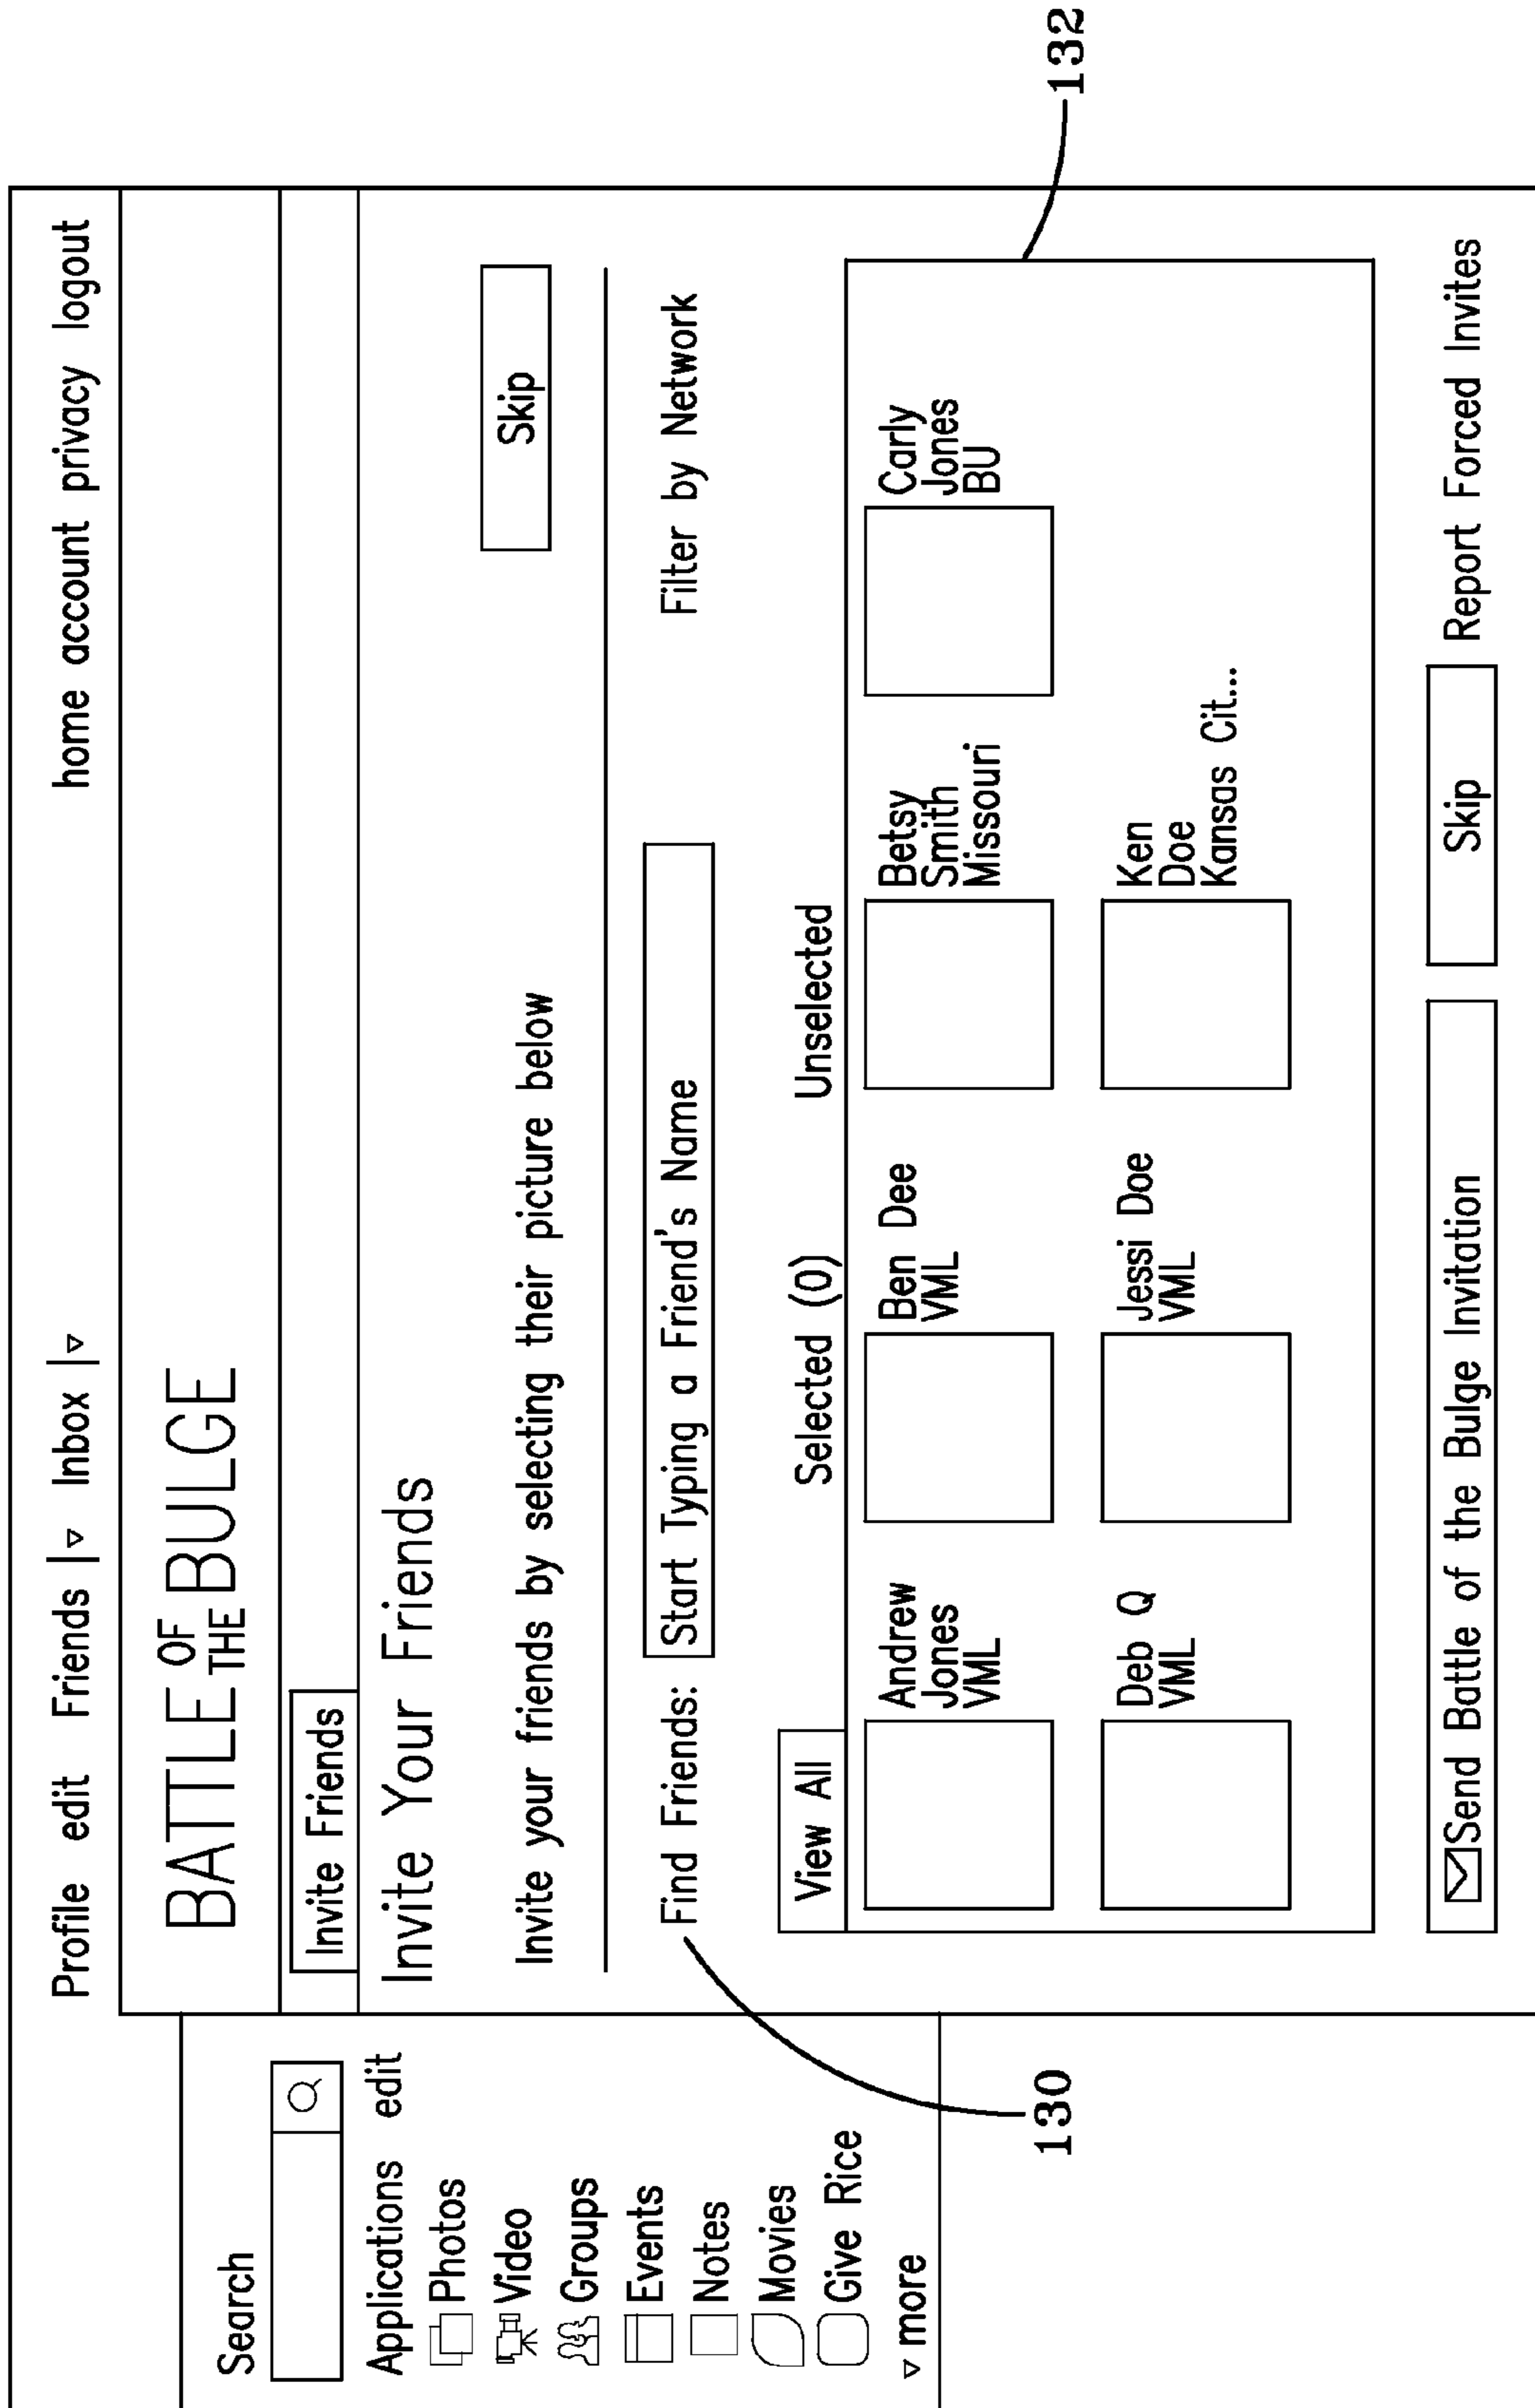 Profile edit Friends Inbox home account privacy logout
Search
Applications edit
Photos
Video
Groups
Events
Notes
Movies
Give Rice
more
BATTLE OF THE BULGE
Invite Friends
Invite Your Friends
Invite your friends by selecting their picture below
Skip
Find Friends: Start Typing a Friend's Name
Filter by Network
View All Selected (0) Unselected
Andrew
Jones
VML
Ben Dee
VML
Betsy
Smith
Missouri
Carly
Jones
BU
Deb Q
VML
Jessi Doe
VML
Ken
Doe
Kansas Cit...
Send Battle of the Bulge Invitation
Skip
Report Forced Invites
130
132